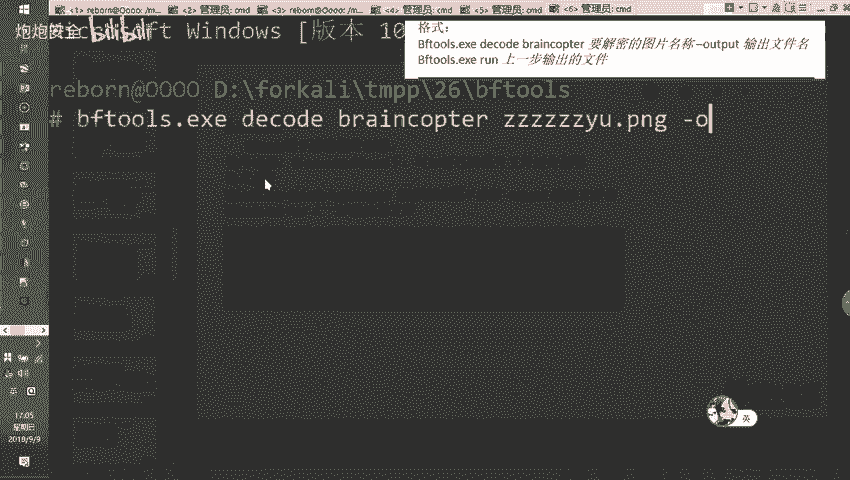 <1> reborn@OOOO: /m... <2> 管理员: cmd <3> reborn@OOOO: /m... <4> 管理员: cmd <5> 管理员: cmd <6> 管理员: cmd
炮炮安全 bilibili
soft Windows [版本 10
格式：
Bftools.exe decode braincopter 要解密的图片名称 –output 输出文件名
Bftools.exe run 上一步输出的文件
reborn@OOOO D:\forkali\tmpp\26\bftools
# bftools.exe decode braincopter zzzzzzyu.png -o
英
英
17:05
星期日
2018/9/9